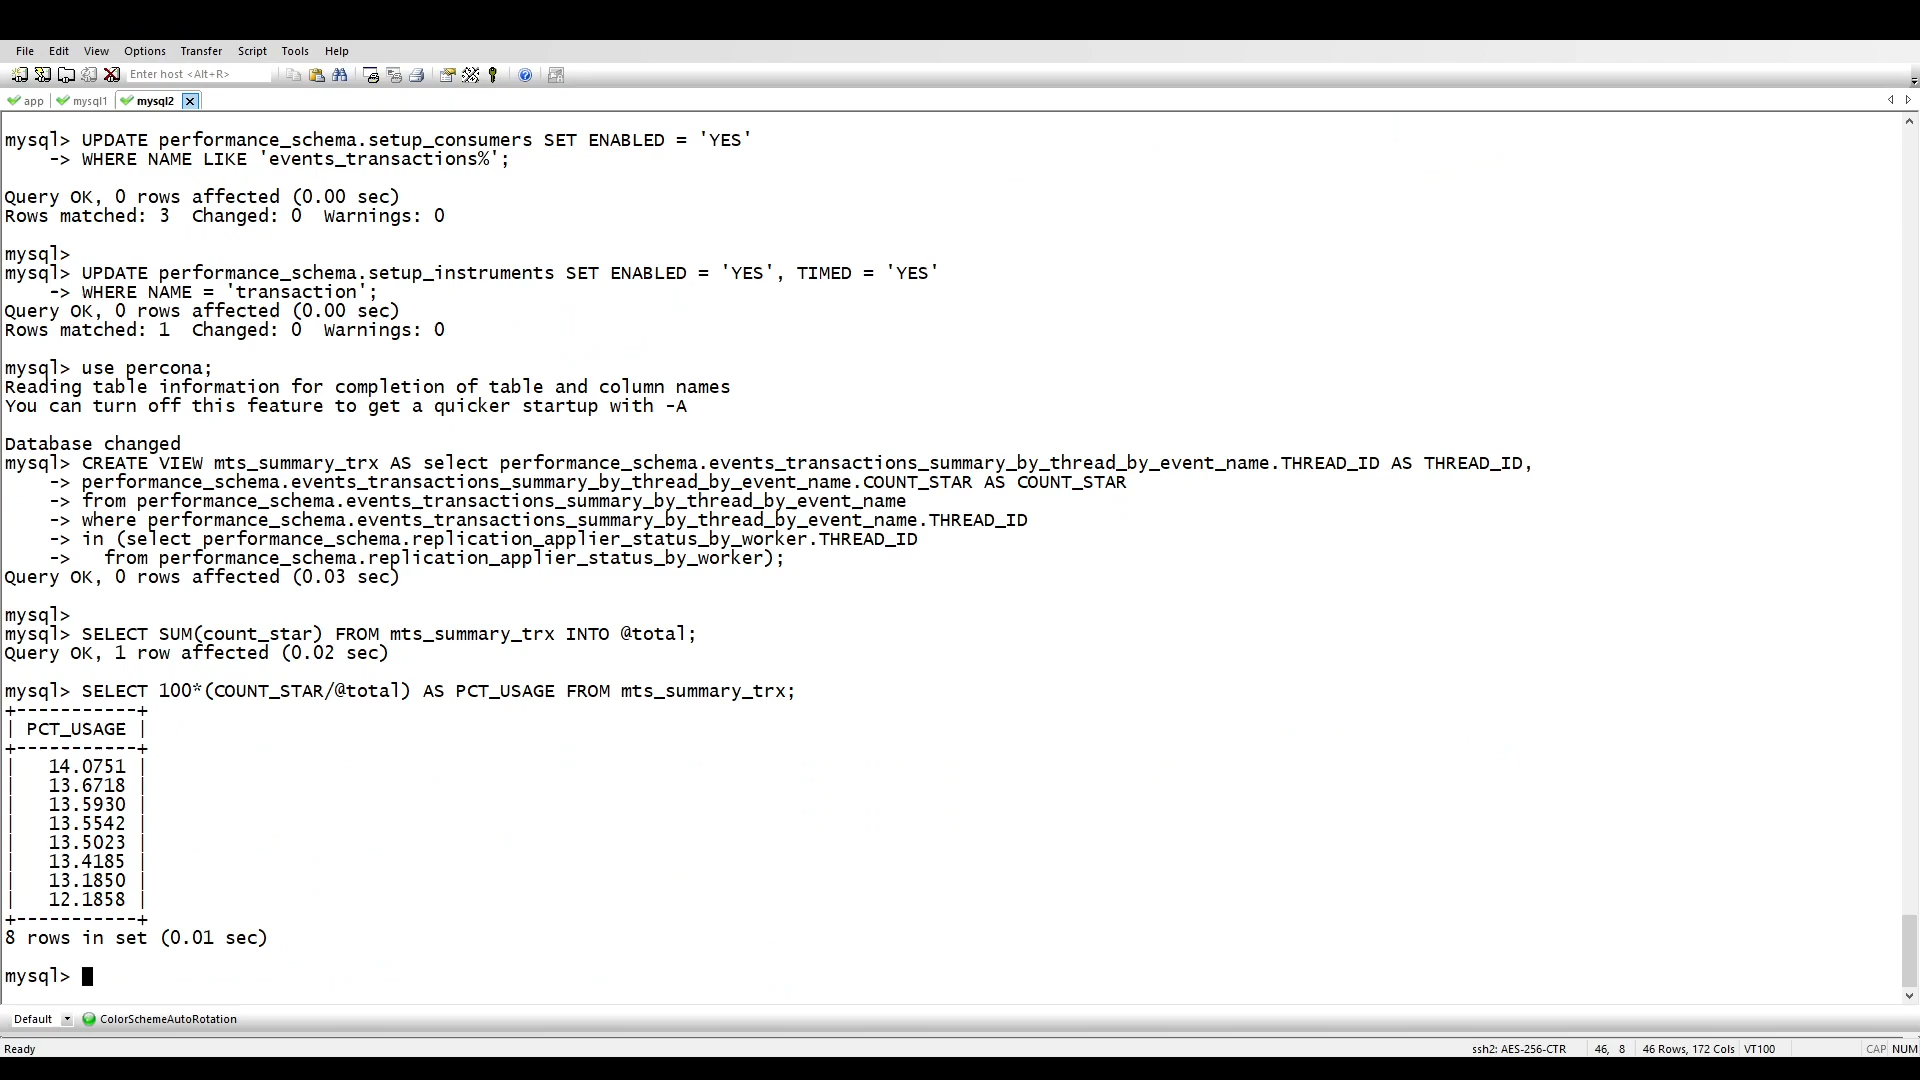 File Edit View Options Transfer Script Tools Help
Enter host <Alt+R>
app mysql1 mysql2
mysql> UPDATE performance_schema.setup_consumers SET ENABLED = 'YES'
    -> WHERE NAME LIKE 'events_transactions%';
Query OK, 0 rows affected (0.00 sec)
Rows matched: 3  Changed: 0  Warnings: 0
mysql>
mysql> UPDATE performance_schema.setup_instruments SET ENABLED = 'YES', TIMED = 'YES'
    -> WHERE NAME = 'transaction';
Query OK, 0 rows affected (0.00 sec)
Rows matched: 1  Changed: 0  Warnings: 0
mysql> use percona;
Reading table information for completion of table and column names
You can turn off this feature to get a quicker startup with -A
Database changed
mysql> CREATE VIEW mts_summary_trx AS select performance_schema.events_transactions_summary_by_thread_by_event_name.THREAD_ID AS THREAD_ID,
    -> performance_schema.events_transactions_summary_by_thread_by_event_name.COUNT_STAR AS COUNT_STAR
    -> from performance_schema.events_transactions_summary_by_thread_by_event_name
    -> where performance_schema.events_transactions_summary_by_thread_by_event_name.THREAD_ID
    -> in (select performance_schema.replication_applier_status_by_worker.THREAD_ID
    ->   from performance_schema.replication_applier_status_by_worker);
Query OK, 0 rows affected (0.03 sec)
mysql>
mysql> SELECT SUM(count_star) FROM mts_summary_trx INTO @total;
Query OK, 1 row affected (0.02 sec)
mysql> SELECT 100*(COUNT_STAR/@total) AS PCT_USAGE FROM mts_summary_trx;
+-----------+
| PCT_USAGE |
+-----------+
|   14.0751 |
|   13.6718 |
|   13.5930 |
|   13.5542 |
|   13.5023 |
|   13.4185 |
|   13.1850 |
|   12.1858 |
+-----------+
8 rows in set (0.01 sec)
mysql>
Default ColorSchemeAutoRotation
Ready ssh2: AES-256-CTR 46, 8 46 Rows, 172 Cols VT100 CAP NUM